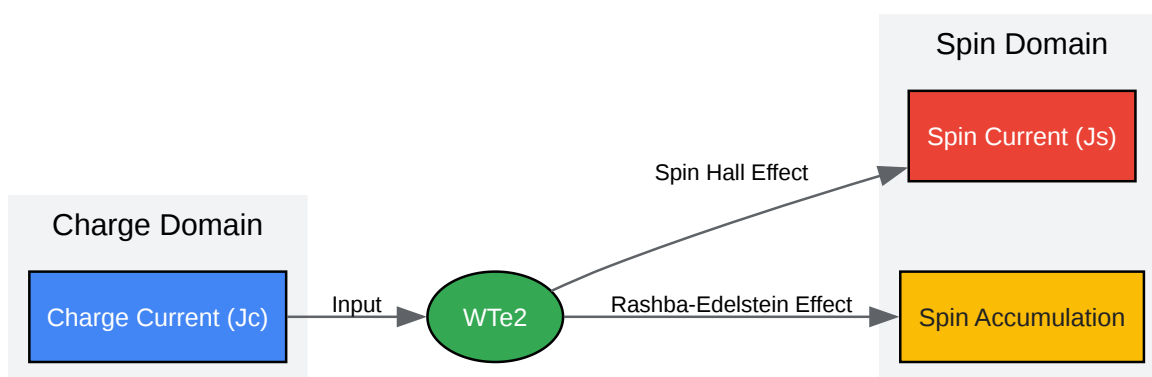 Spin Domain
Spin Current (Js)
Spin Hall Effect
Charge Domain
Charge Current (Jc)
Input
WTe2
Rashba-Edelstein Effect
Spin Accumulation